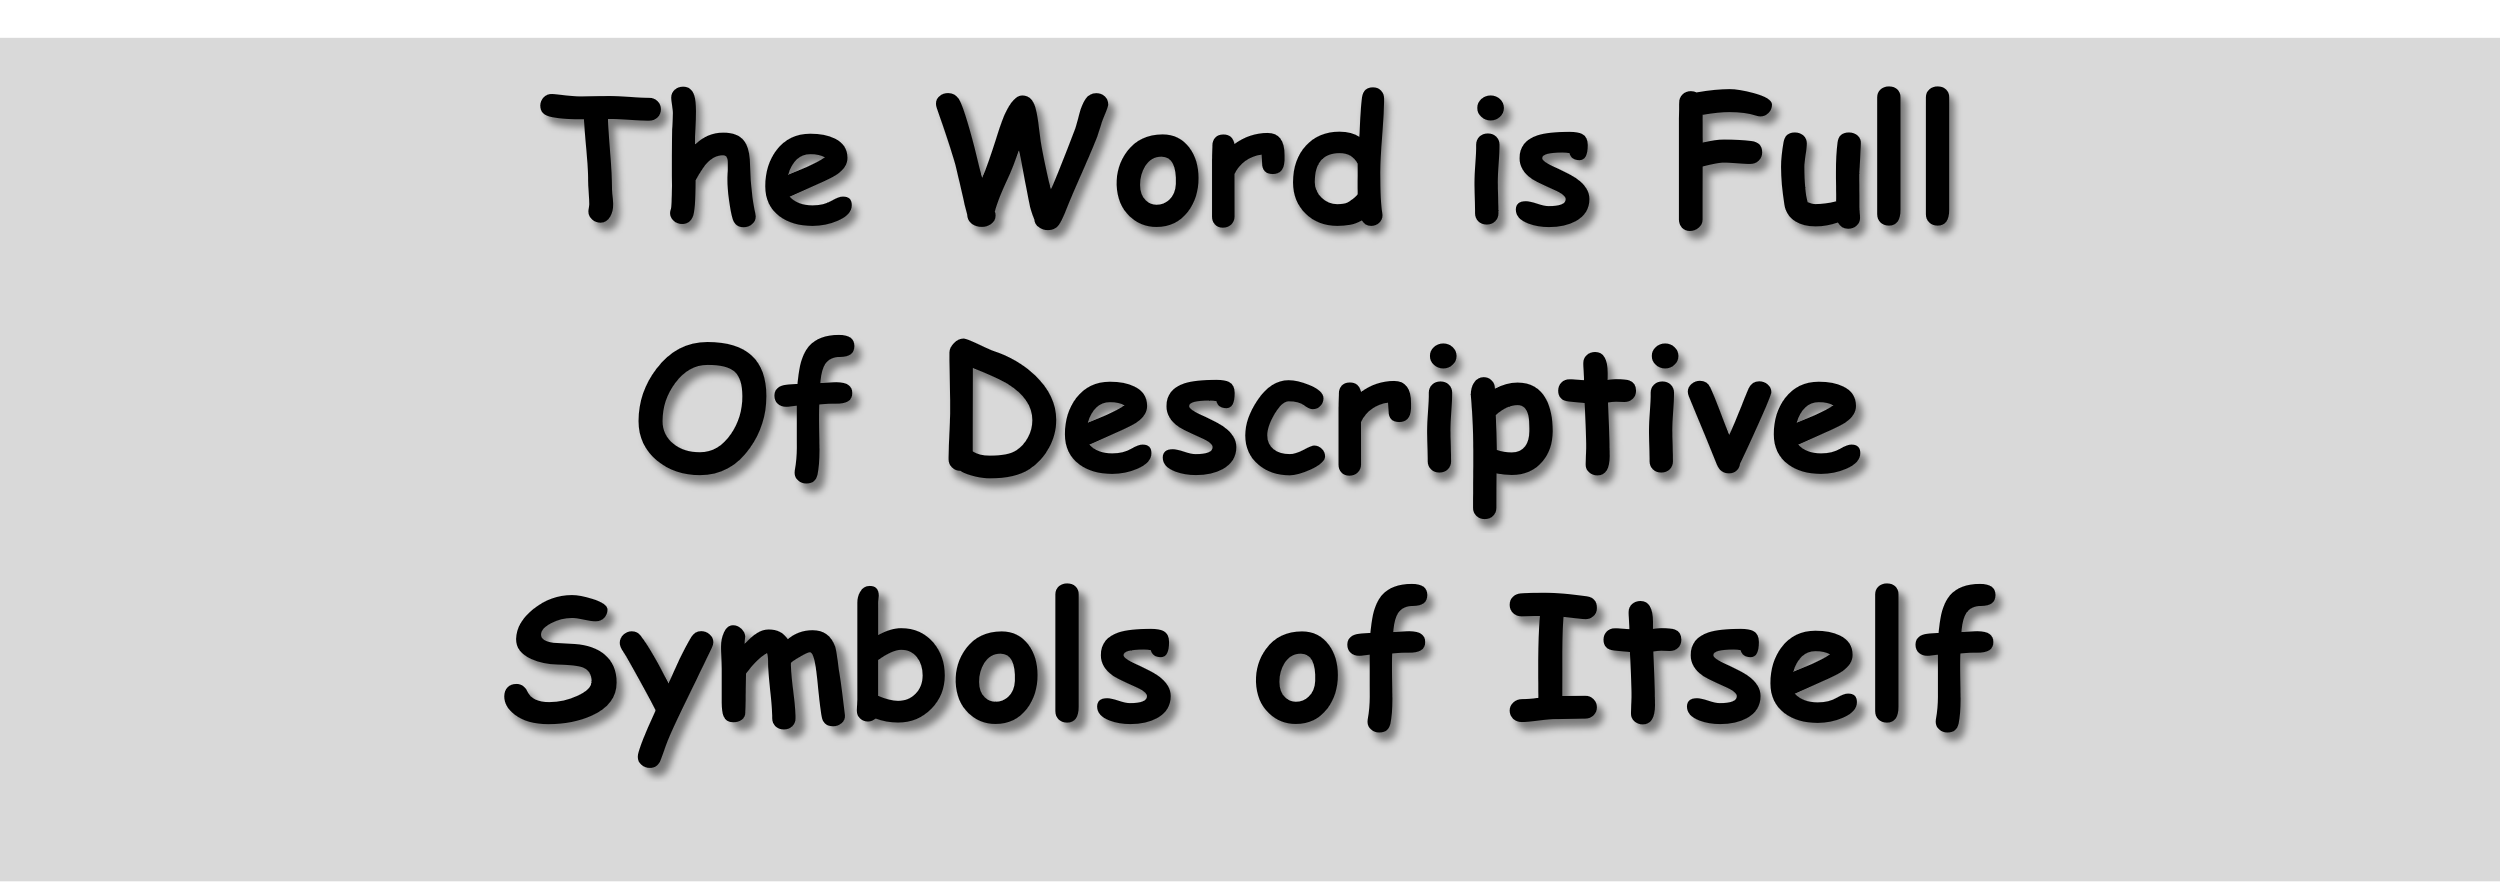 The Word is Full
Of Descriptive
Symbols of Itself